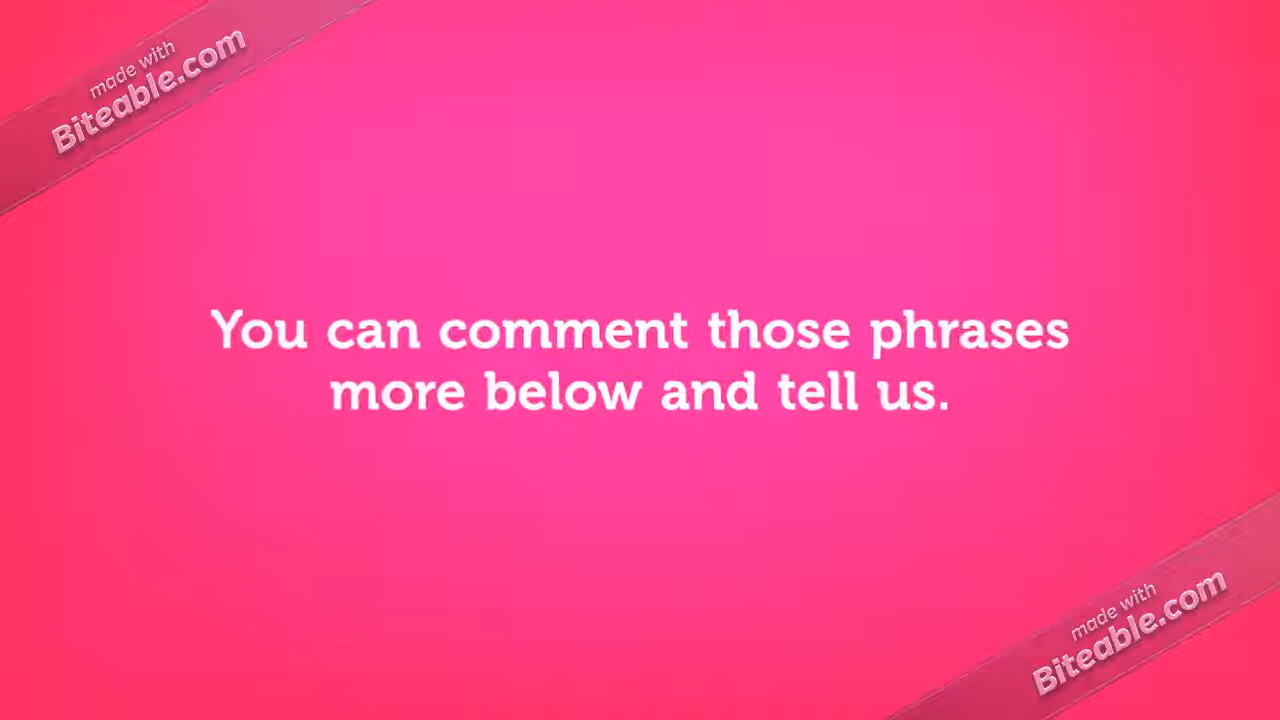 made with
Biteable.com
You can comment those phrases
more below and tell us.
made with
Biteable.com